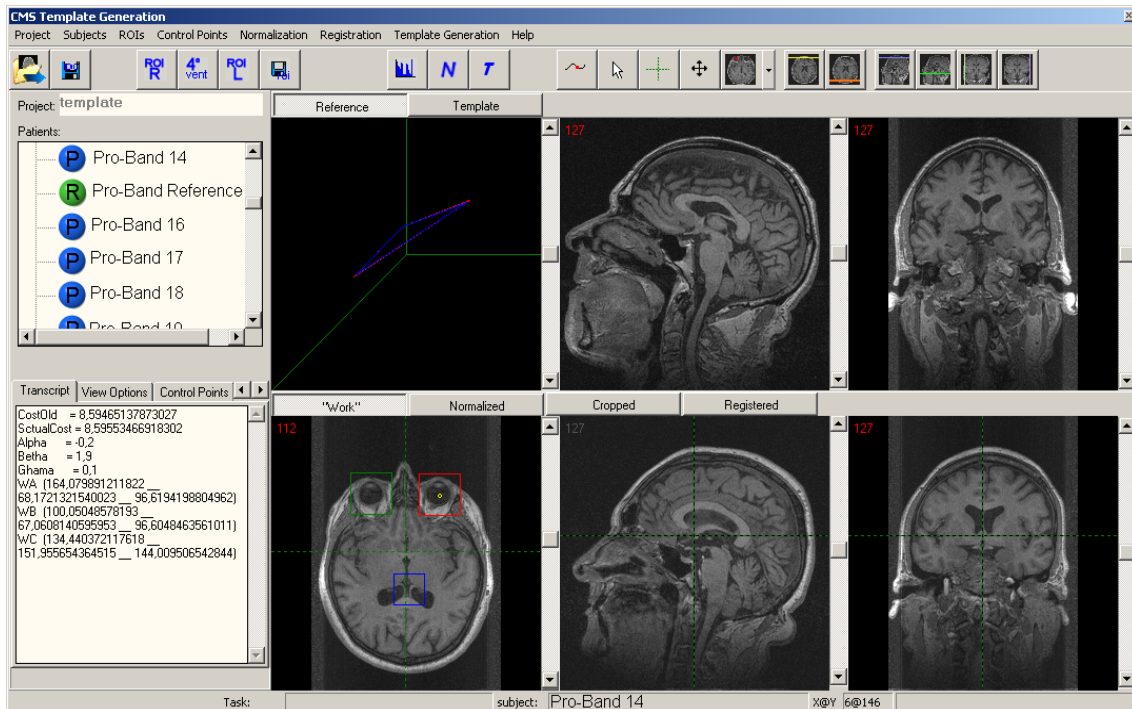 CMS Template Generation
Project Subjects ROIs Control Points Normalization Registration Template Generation Help
ROI R 4° vent ROI L roi N T
Project: template
Reference Template
Patients:
127 127
P Pro-Band 14
R Pro-Band Reference
P Pro-Band 16
P Pro-Band 17
P Pro-Band 18
P Pro-Band 19
Transcript View Options Control Points
"Work" Normalized Cropped Registered
112 127 127
CostOld = 8,59465137873027
SctualCost = 8,59553466918302
Alpha = -0,2
Betha = 1,9
Ghama = 0,1
WA (164,079891211822 __
68,1721321540023 __ 96,6194198804962)
WB (100,05048578193 __
67,0608140595953 __ 96,6048463561011)
WC (134,440372117618 __
151,955654364515 __ 144,009506542844)
Task: subject: Pro-Band 14 X@Y 6@146